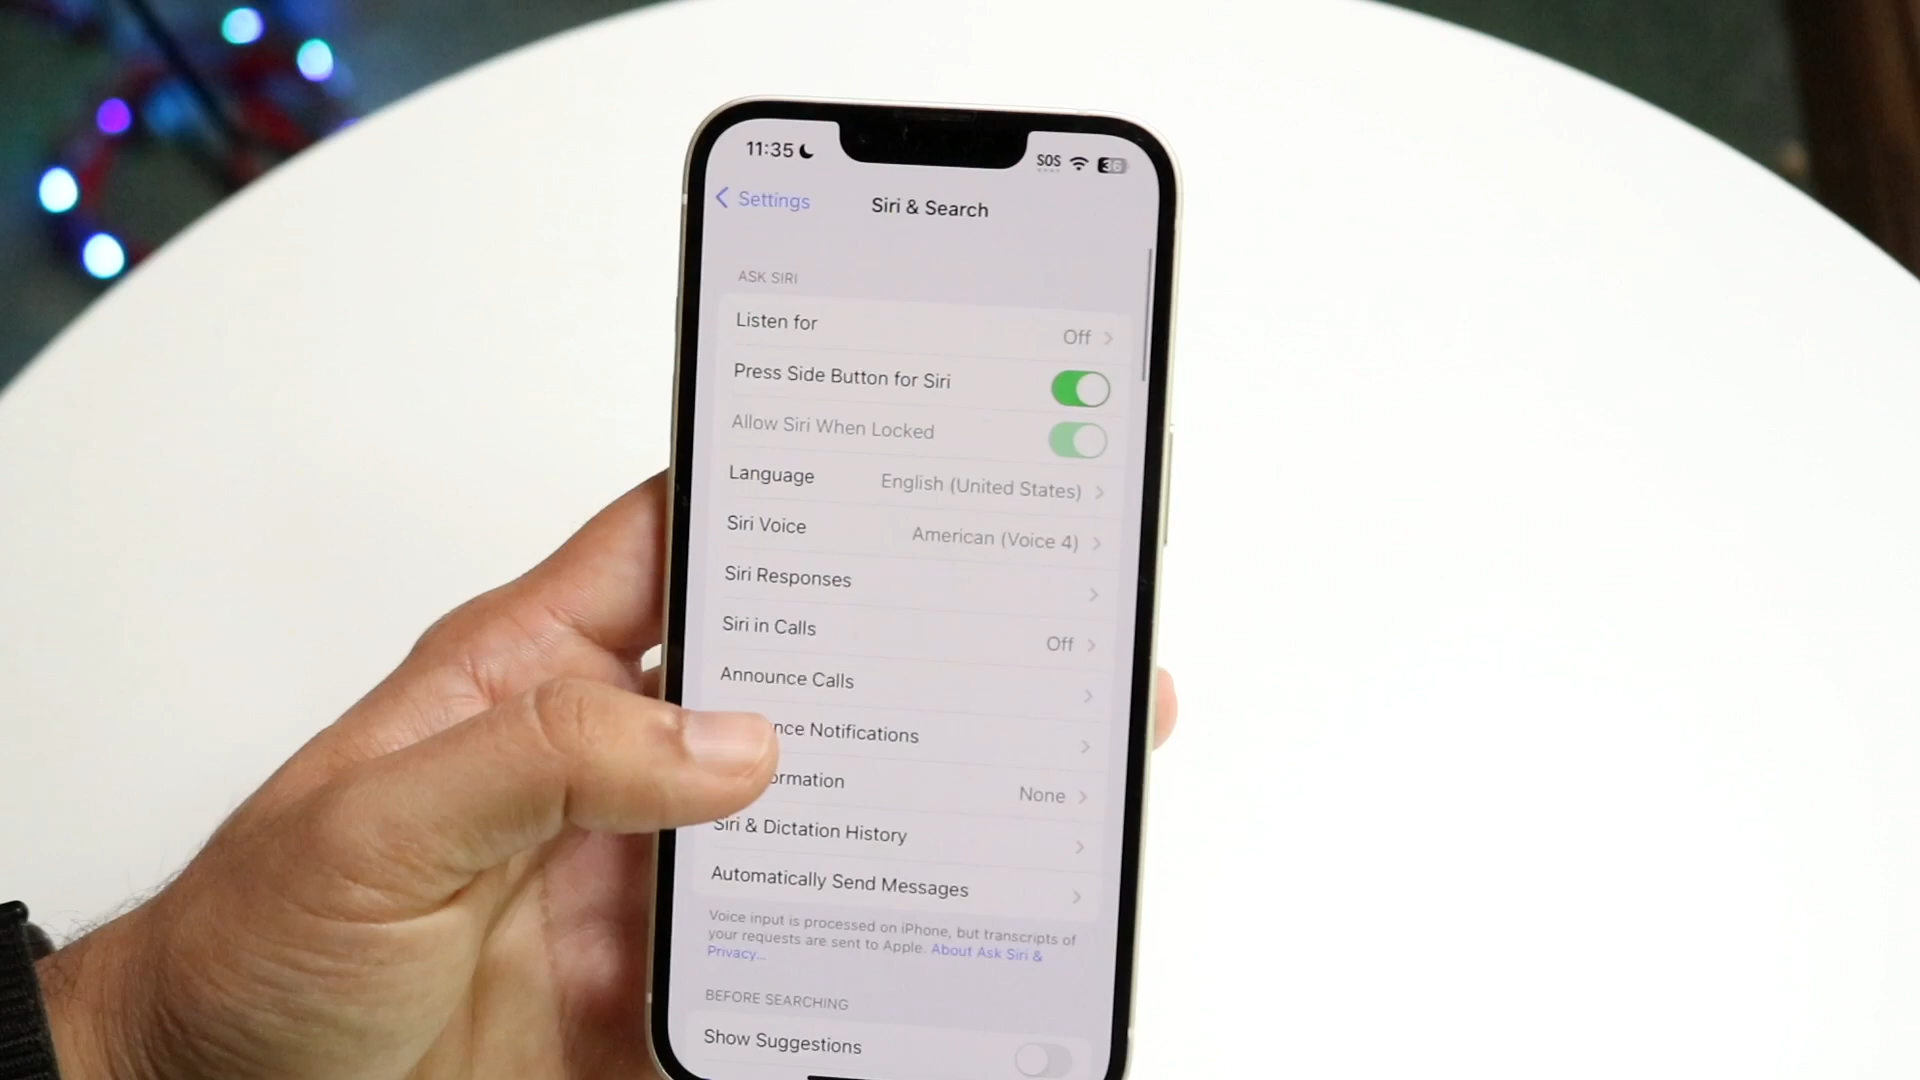 11:35
SOS
36
Settings
Siri & Search
ASK SIRI
Listen for
Off
Press Side Button for Siri
Allow Siri When Locked
Language
English (United States)
Siri Voice
American (Voice 4)
Siri Responses
Siri in Calls
Off
Announce Calls
nce Notifications
ormation
None
Siri & Dictation History
Automatically Send Messages
Voice input is processed on iPhone, but transcripts of
your requests are sent to Apple. About Ask Siri &
Privacy...
BEFORE SEARCHING
Show Suggestions